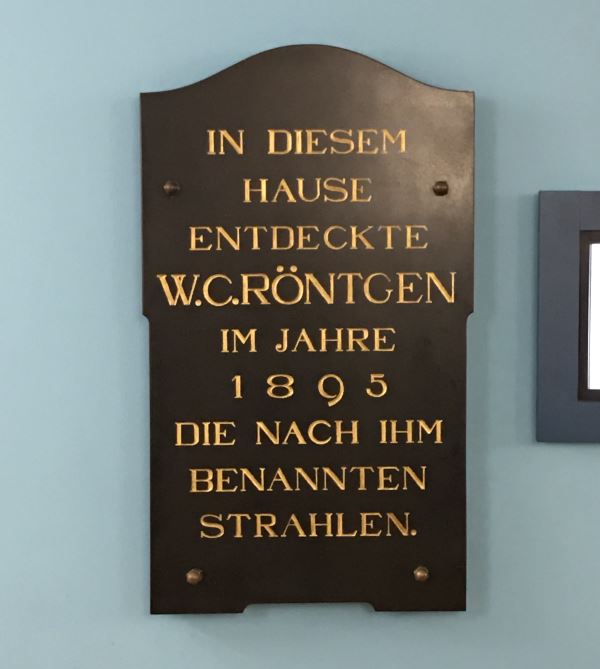 IN DIESEM
HAUSE
ENTDECKTE
W.C.RÖNTGEN
IM JAHRE
1895
DIE NACH IHM
BENANNTEN
STRAHLEN.